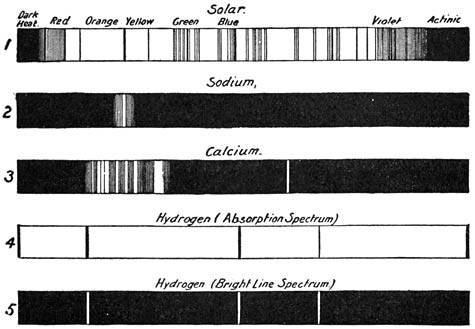 Solar.
Dark Heat. Red Orange Yellow Green Blue Violet Actinic
1
Sodium,
2
Calcium.
3
Hydrogen (Absorption Spectrum)
4
Hydrogen (Bright Line Spectrum)
5